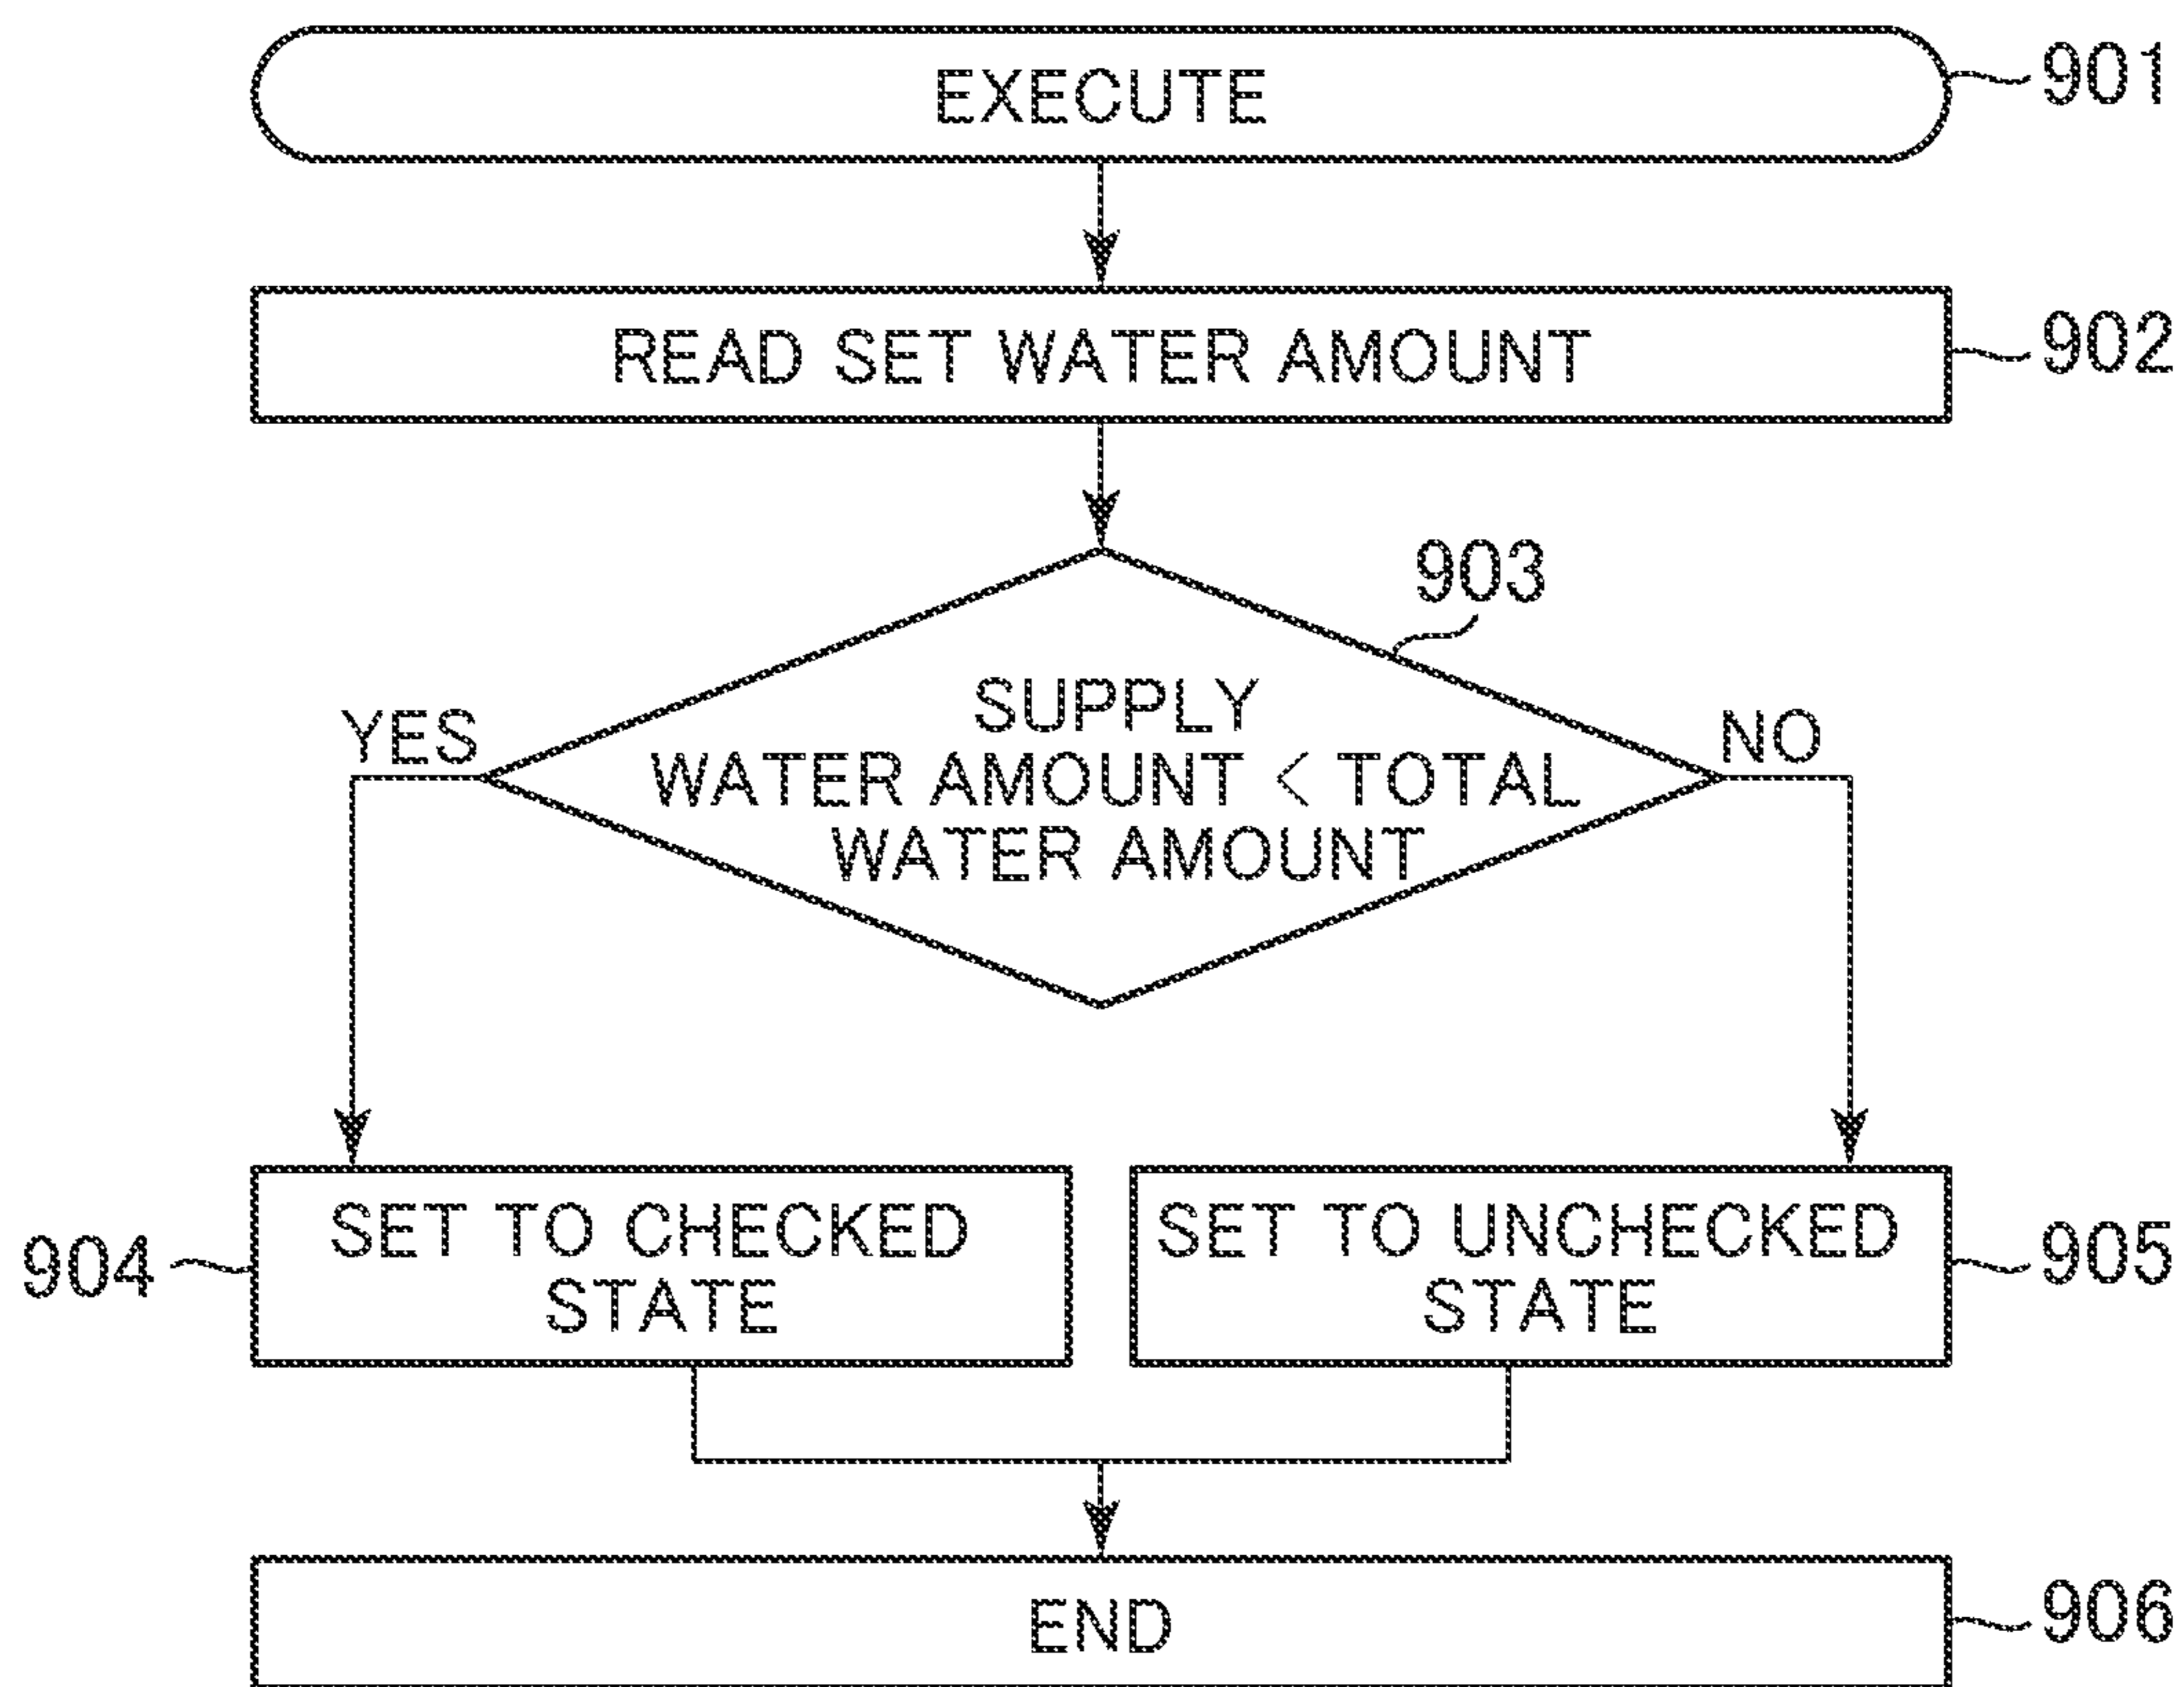 EXECUTE
901
READ SET WATER AMOUNT
902
903
SUPPLY
WATER AMOUNT < TOTAL
WATER AMOUNT
YES
NO
904
SET TO CHECKED
STATE
SET TO UNCHECKED
STATE
905
END
906